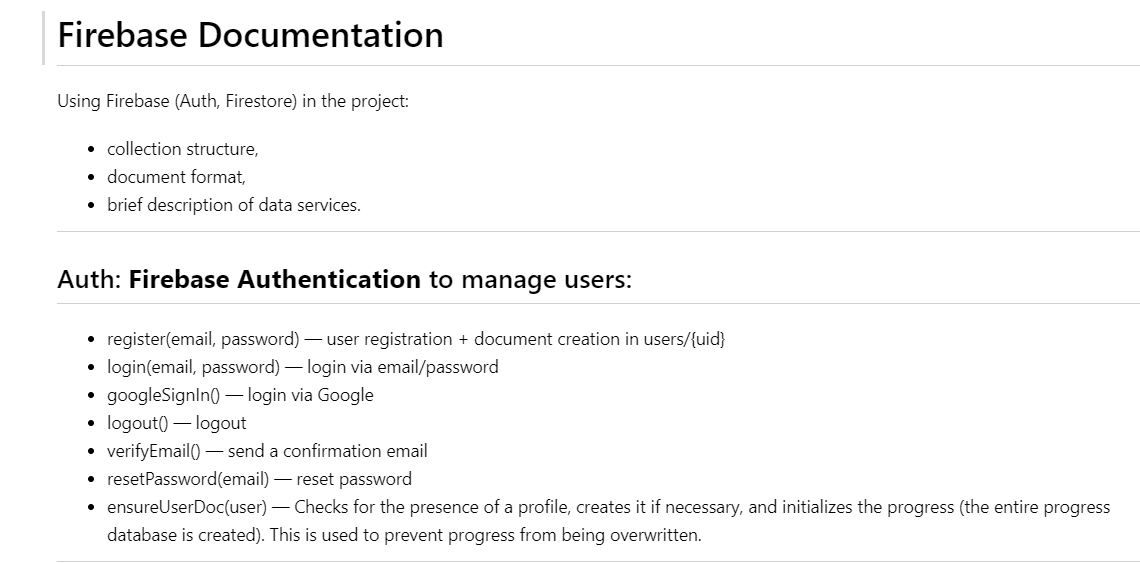 Firebase Documentation
Using Firebase (Auth, Firestore) in the project:
• collection structure,
• document format,
• brief description of data services.
Auth: Firebase Authentication to manage users:
• register(email, password) — user registration + document creation in users/{uid}
• login(email, password) — login via email/password
• googleSignIn() — login via Google
• logout() — logout
• verifyEmail() — send a confirmation email
• resetPassword(email) — reset password
• ensureUserDoc(user) — Checks for the presence of a profile, creates it if necessary, and initializes the progress (the entire progress
database is created). This is used to prevent progress from being overwritten.